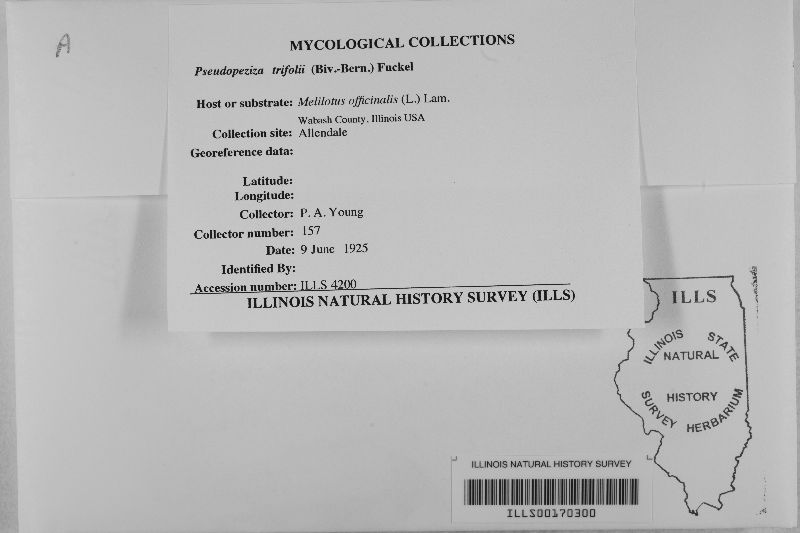 A
MYCOLOGICAL COLLECTIONS
Pseudopeziza trifolii (Biv.-Bern.) Fuckel
Host or substrate: Melilotus officinalis (L.) Lam.
Wabash County, Illinois USA
Collection site: Allendale
Georeference data:
Latitude:
Longitude:
Collector: P. A. Young
Collector number: 157
Date: 9 June 1925
Identified By:
Accession number: ILLS 4200
ILLINOIS NATURAL HISTORY SURVEY (ILLS)
ILLS
ILLINOIS STATE
NATURAL
HISTORY
SURVEY HERBARIUM
ILLINOIS NATURAL HISTORY SURVEY
ILLS00170300